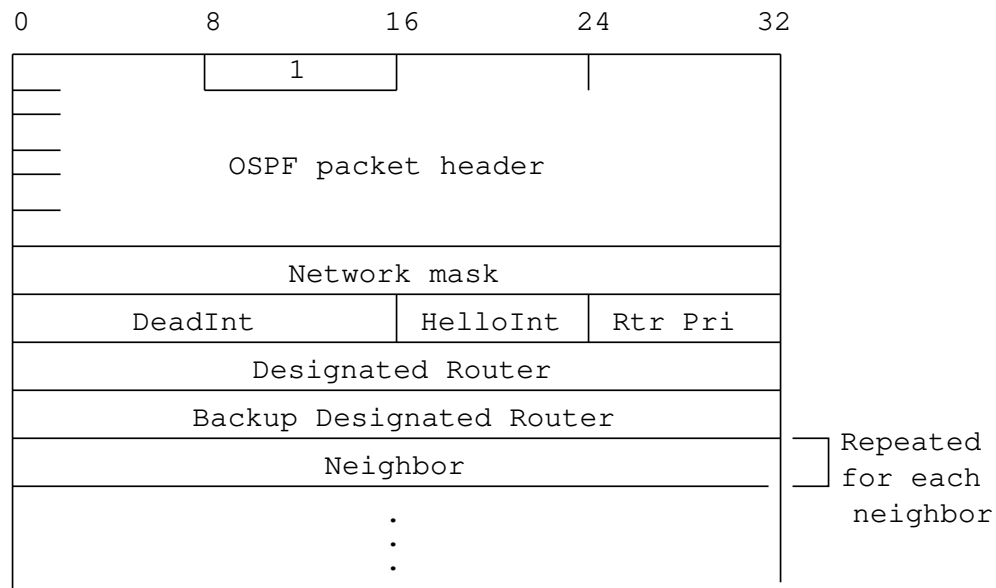 0 8 16 24 32
1
OSPF packet header
Network mask
DeadInt HelloInt Rtr Pri
Designated Router
Backup Designated Router
Neighbor
Repeated
for each
neighbor
.
.
.